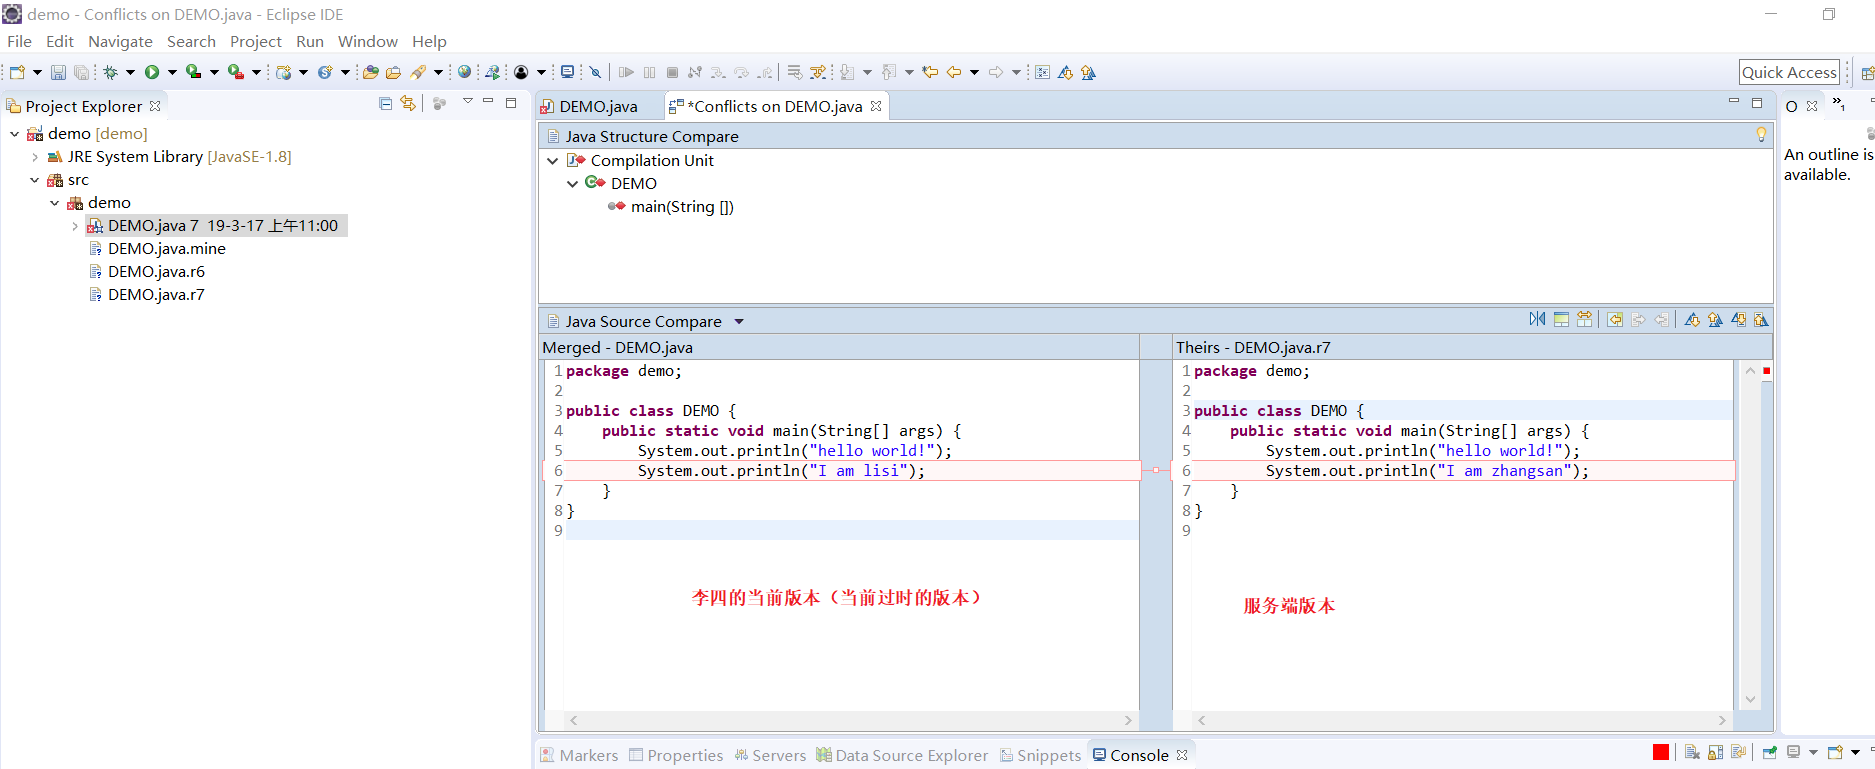 demo - Conflicts on DEMO.java - Eclipse IDE
File Edit Navigate Search Project Run Window Help
Quick Access
Project Explorer
demo [demo]
JRE System Library [JavaSE-1.8]
src
demo
DEMO.java 7 19-3-17 上午11:00
DEMO.java.mine
DEMO.java.r6
DEMO.java.r7
DEMO.java
*Conflicts on DEMO.java
Java Structure Compare
Compilation Unit
DEMO
main(String [])
Java Source Compare
Merged - DEMO.java
1 package demo;
2
3 public class DEMO {
4 public static void main(String[] args) {
5 System.out.println("hello world!");
6 System.out.println("I am lisi");
7 }
8 }
9
李四的当前版本（当前过时的版本）
Theirs - DEMO.java.r7
1 package demo;
2
3 public class DEMO {
4 public static void main(String[] args) {
5 System.out.println("hello world!");
6 System.out.println("I am zhangsan");
7 }
8 }
9
服务端版本
O
»1
An outline is
available.
Markers Properties Servers Data Source Explorer Snippets Console